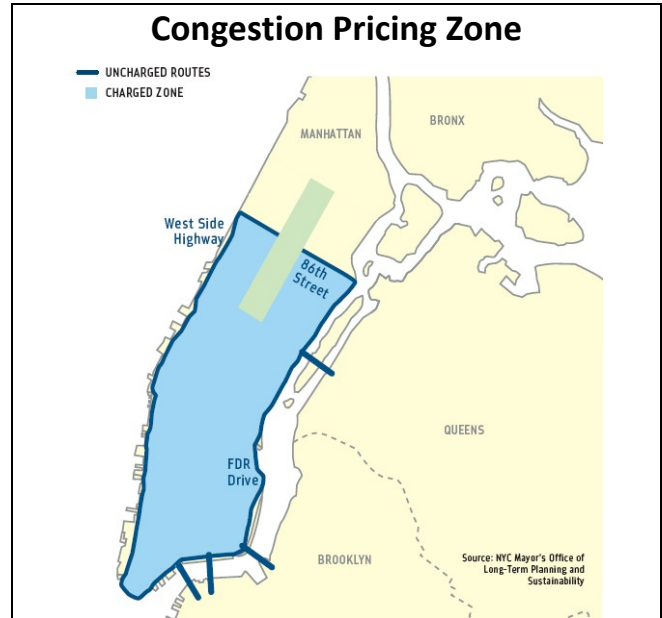 Congestion Pricing Zone
UNCHARGED ROUTES
CHARGED ZONE
BRONX
MANHATTAN
West Side
Highway
86th
Street
QUEENS
FDR
Drive
BROOKLYN
Source: NYC Mayor's Office of
Long-Term Planning and
Sustainability